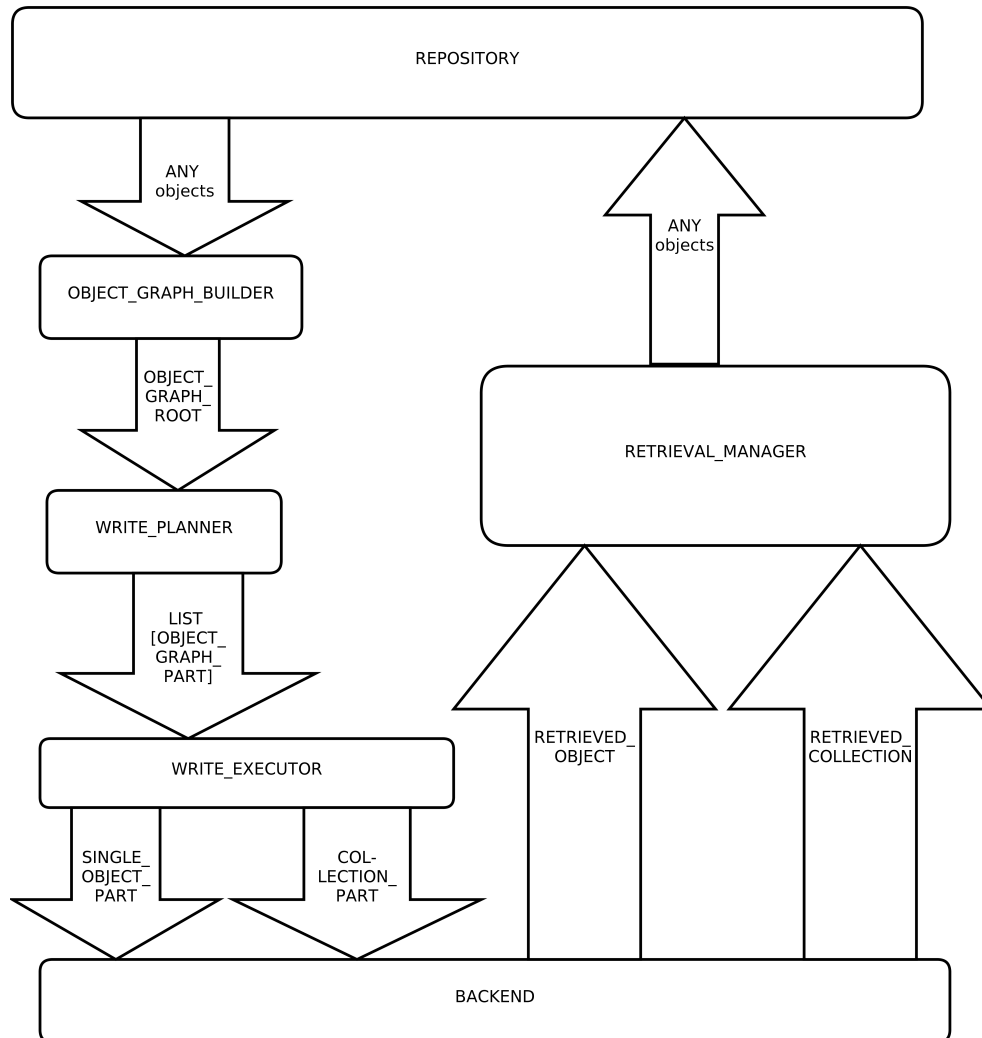 REPOSITORY
ANY
objects
ANY
objects
OBJECT_GRAPH_BUILDER
OBJECT_
GRAPH_
ROOT
RETRIEVAL_MANAGER
WRITE_PLANNER
LIST
[OBJECT_
GRAPH_
PART]
WRITE_EXECUTOR
RETRIEVED_
OBJECT
RETRIEVED_
COLLECTION
SINGLE_
OBJECT_
PART
COL-
LECTION_
PART
BACKEND